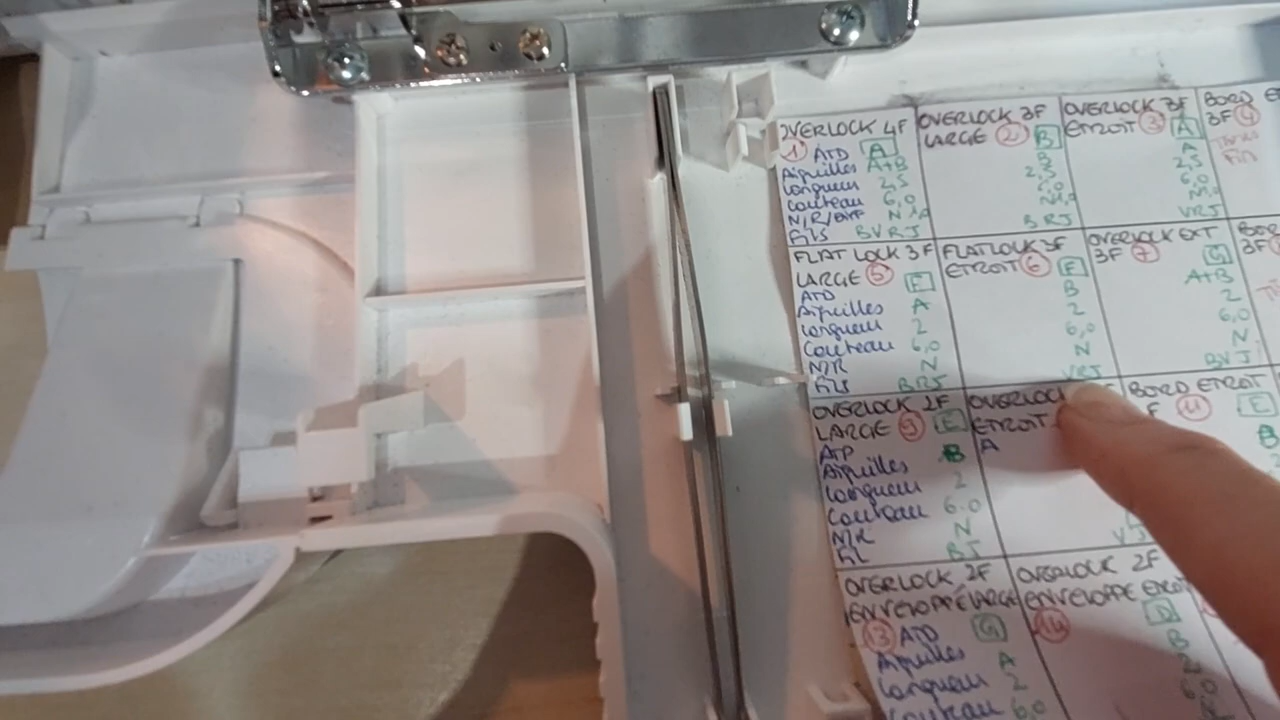 OVERLOCK 4F
1 ATD A
Aiguilles A+B
Longueur 2,5
Couteau 6,0
N/R/
Fils BVRJ
OVERLOCK 3F
LARGE 2 B
B
2,5
6,0
BRJ
OVERLOCK 3F
ETROIT 3 A
A
2,5
6,0
VRJ
BORD
3F 4
FLATLOCK 3F
LARGE 5 E
ATD
Aiguilles A
Longueur 2
Couteau 6,0
N/R N
Fils BRJ
FLATLOCK 3F
ETROIT 6 F
B
2
6,0
N
VRJ
OVERLOCK EXT
3F 7 G
A+B
2
6,0
N
BVJ
3F
OVERLOCK 2F
LARGE 9 E
ATD B
Aiguilles
Longueur 2
Couteau 6.0
N/R N
Fil BJ
OVERLOCK
ETROIT
A
VJ
BORD ETROIT
F 11 E
B
OVERLOCK 2F
ENVELOPPÉ LARGE
13 ATD G
Aiguilles A
Longueur 2
Couteau 6,0
OVERLOCK 2F
ENVELOPPE ETROIT
14 D
B
2